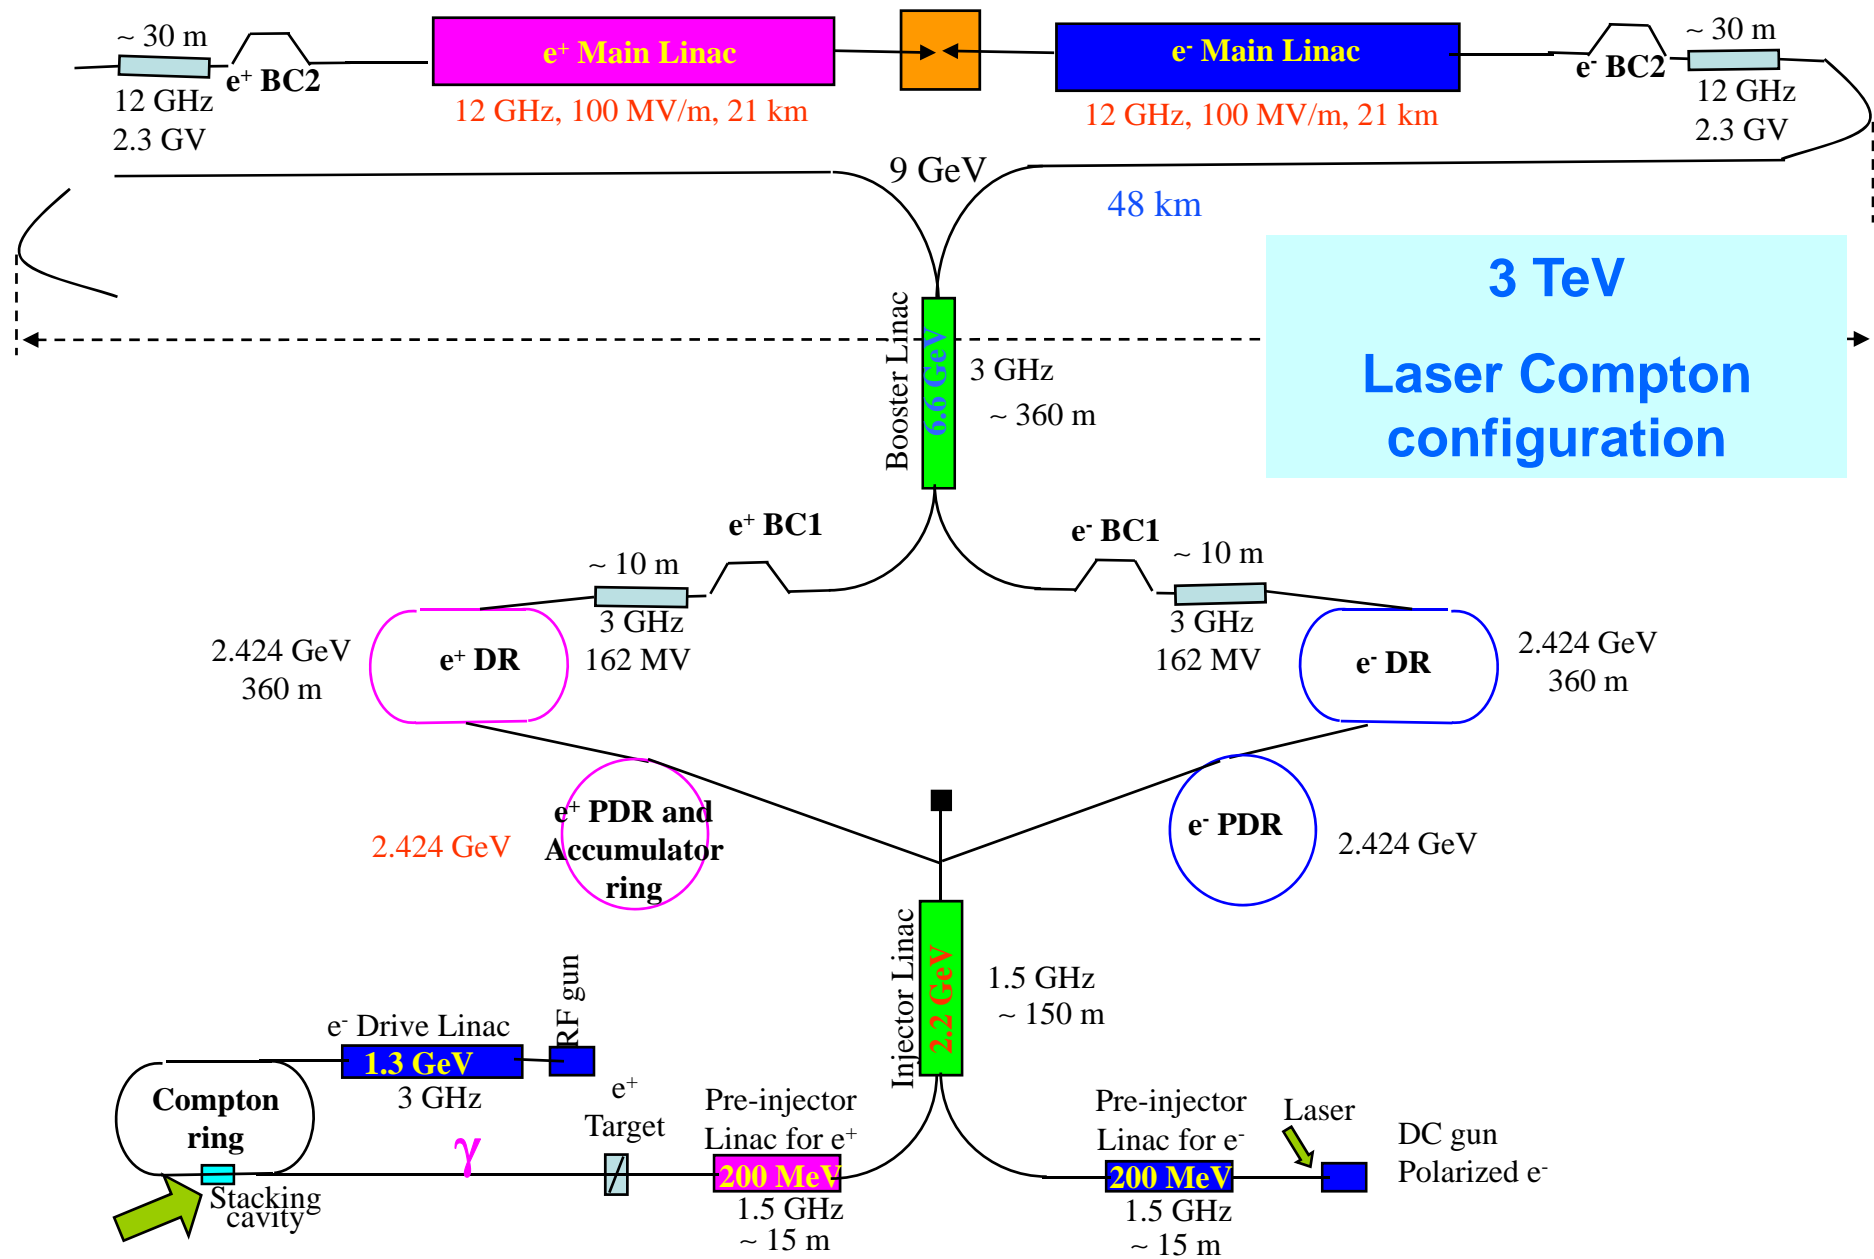 ~ 30 m
e⁺ BC2
12 GHz
2.3 GV
e⁺ Main Linac
12 GHz, 100 MV/m, 21 km
e⁻ Main Linac
12 GHz, 100 MV/m, 21 km
e⁻ BC2
~ 30 m
12 GHz
2.3 GV
9 GeV
48 km
3 TeV
Laser Compton
configuration
Booster Linac
6.6 GeV
3 GHz
~ 360 m
e⁺ BC1
~ 10 m
3 GHz
162 MV
e⁻ BC1
~ 10 m
3 GHz
162 MV
2.424 GeV
360 m
e⁺ DR
e⁻ DR
2.424 GeV
360 m
2.424 GeV
e⁺ PDR and
Accumulator
ring
e⁻ PDR
2.424 GeV
Injector Linac
2.2 GeV
1.5 GHz
~ 150 m
e⁻ Drive Linac
1.3 GeV
3 GHz
RF gun
Compton
ring
Stacking
cavity
γ
e⁺
Target
Pre-injector
Linac for e⁺
200 MeV
1.5 GHz
~ 15 m
Pre-injector
Linac for e⁻
200 MeV
1.5 GHz
~ 15 m
Laser
DC gun
Polarized e⁻